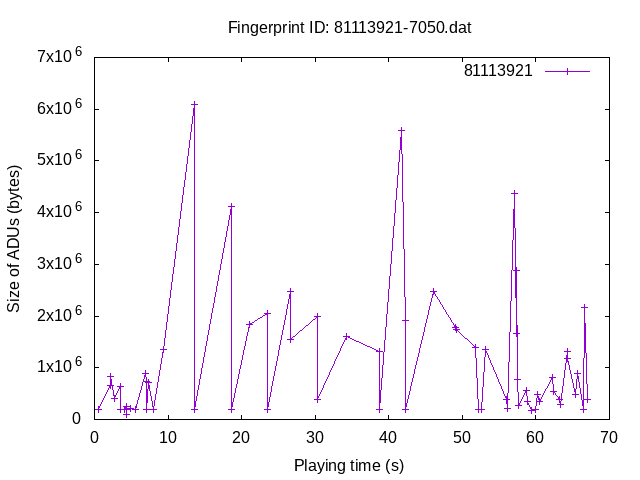 Fingerprint ID: 81113921-7050.dat
81113921
7x10^6
6x10^6
5x10^6
4x10^6
3x10^6
2x10^6
1x10^6
0
Size of ADUs (bytes)
0 10 20 30 40 50 60 70
Playing time (s)